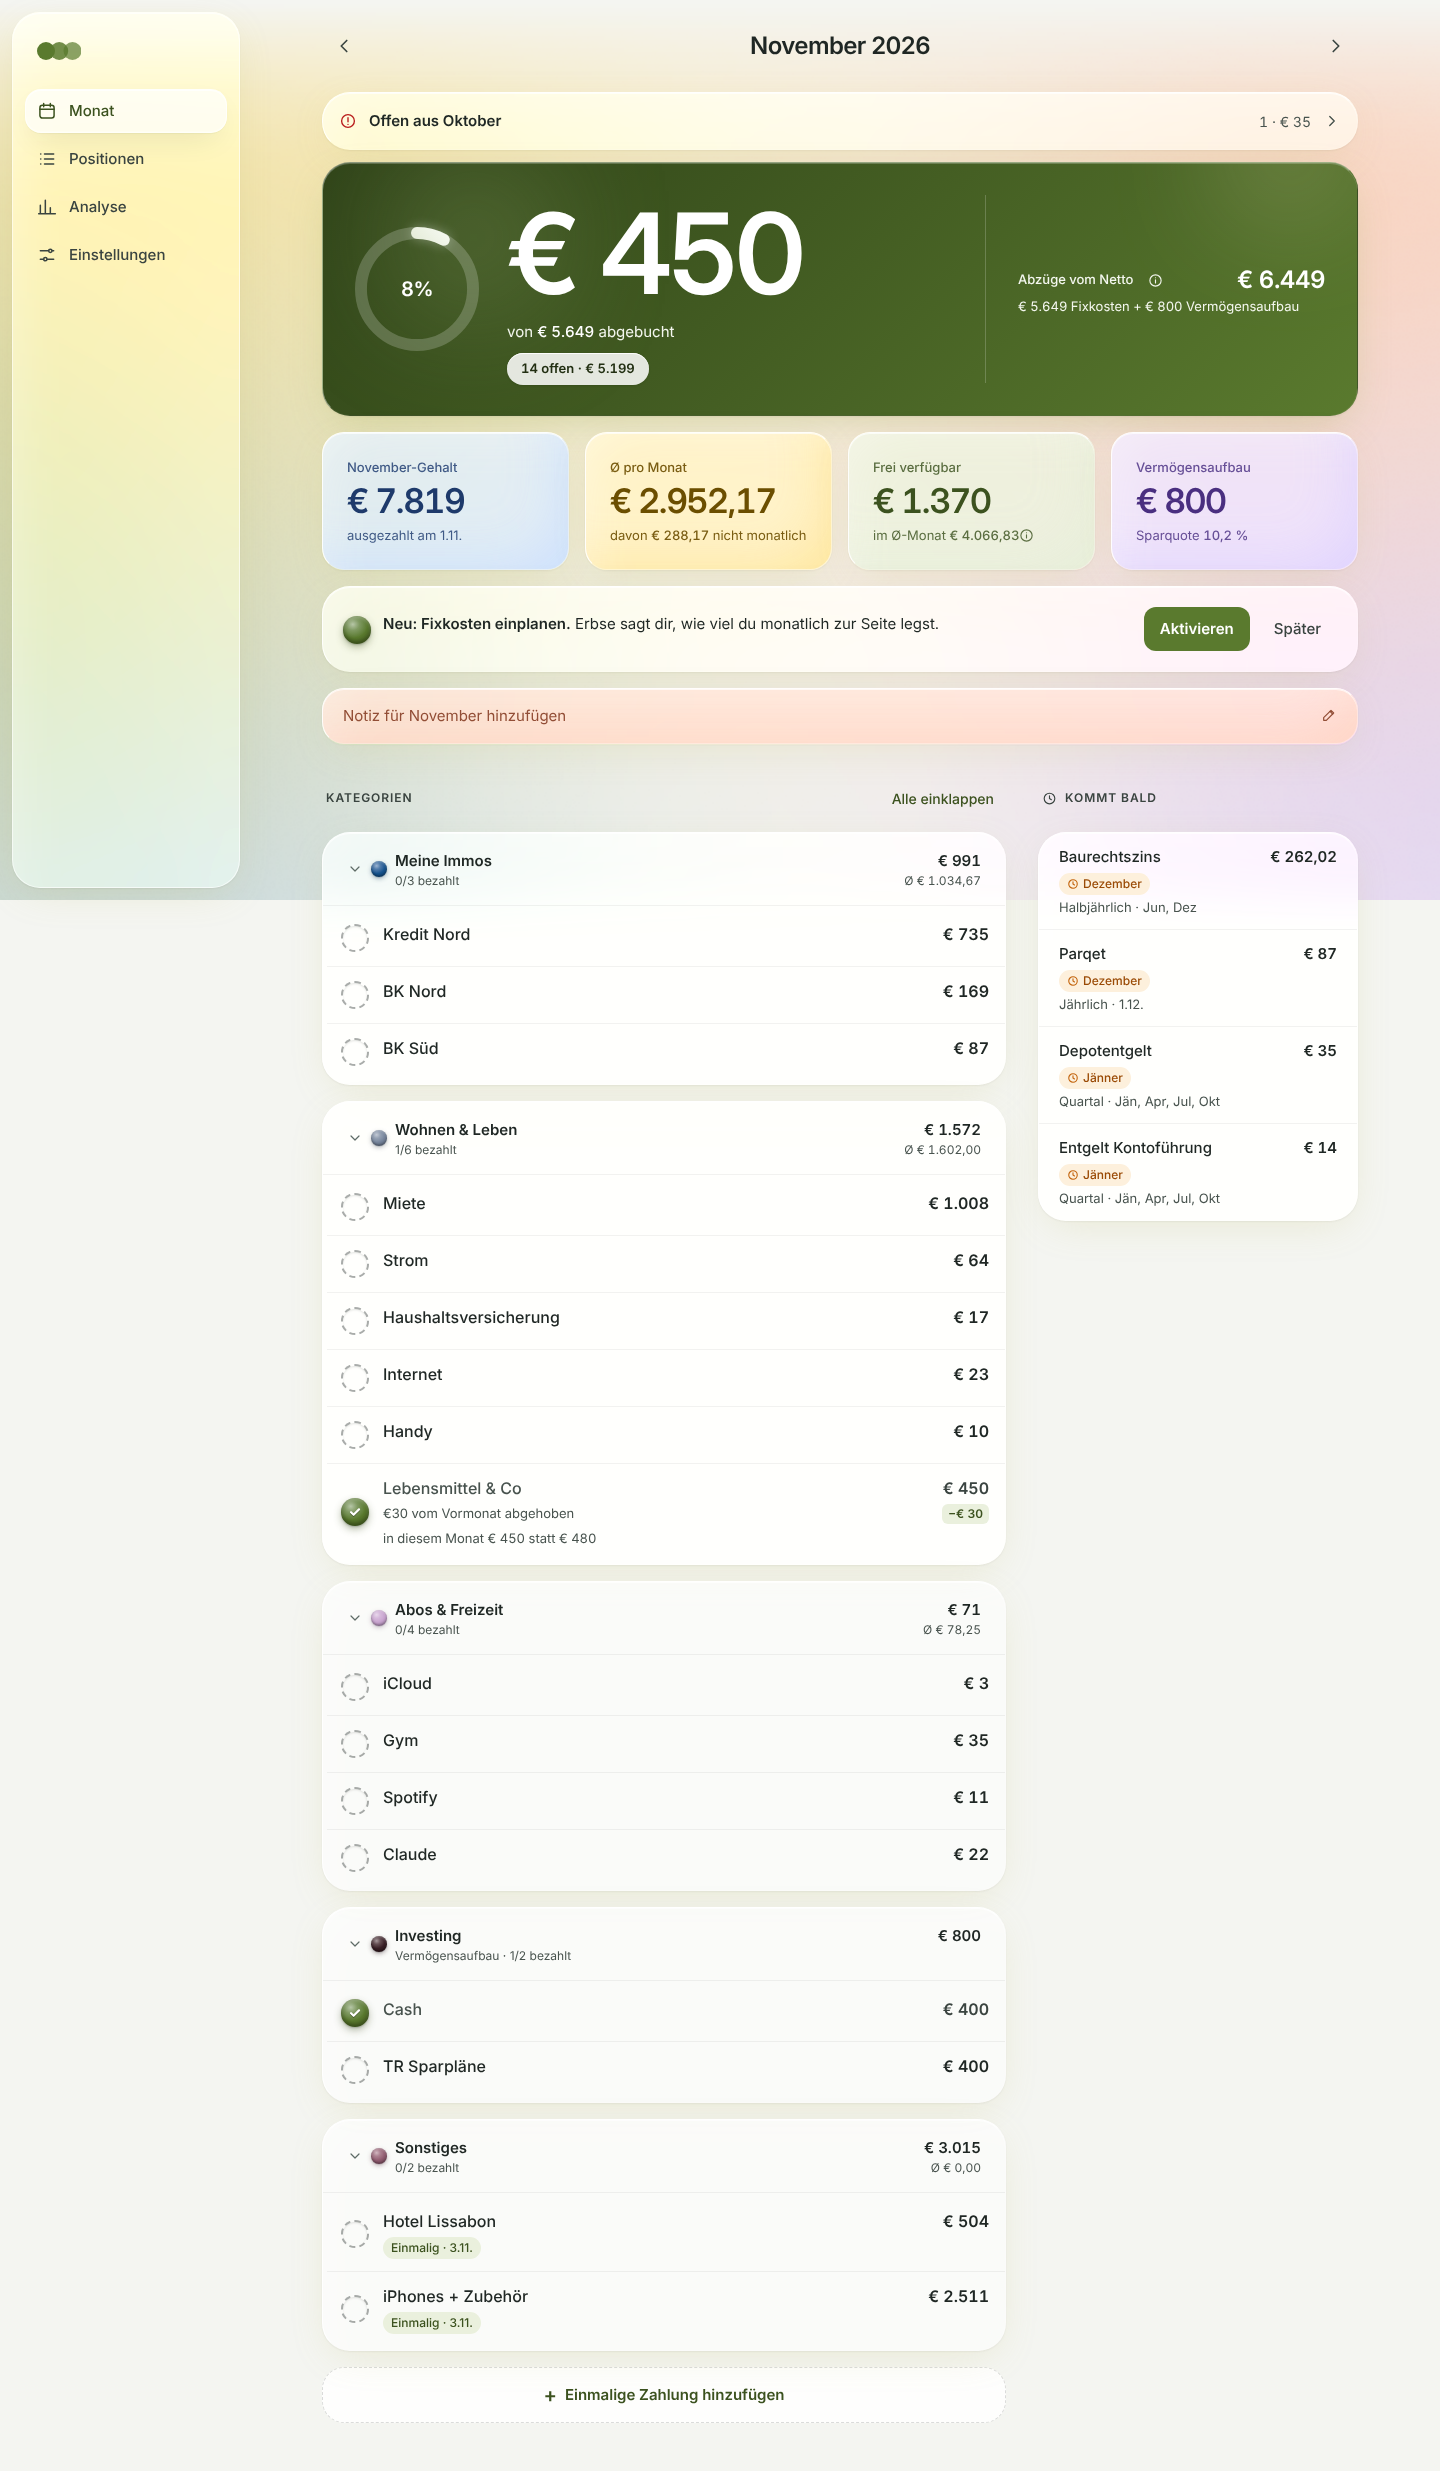 Monat
Positionen
Analyse
Einstellungen
November 2026
Offen aus Oktober
1 · € 35
8%
€ 450
von € 5.649 abgebucht
14 offen · € 5.199
Abzüge vom Netto
€ 6.449
€ 5.649 Fixkosten + € 800 Vermögensaufbau
November-Gehalt
€ 7.819
ausgezahlt am 1.11.
Ø pro Monat
€ 2.952,17
davon € 288,17 nicht monatlich
Frei verfügbar
€ 1.370
im Ø-Monat € 4.066,83
Vermögensaufbau
€ 800
Sparquote 10,2 %
Neu: Fixkosten einplanen. Erbse sagt dir, wie viel du monatlich zur Seite legst.
Aktivieren
Später
Notiz für November hinzufügen
KATEGORIEN
Alle einklappen
Meine Immos
€ 991
0/3 bezahlt
Ø € 1.034,67
Kredit Nord
€ 735
BK Nord
€ 169
BK Süd
€ 87
Wohnen & Leben
€ 1.572
1/6 bezahlt
Ø € 1.602,00
Miete
€ 1.008
Strom
€ 64
Haushaltsversicherung
€ 17
Internet
€ 23
Handy
€ 10
Lebensmittel & Co
€ 450
€30 vom Vormonat abgehoben
−€ 30
in diesem Monat € 450 statt € 480
Abos & Freizeit
€ 71
0/4 bezahlt
Ø € 78,25
iCloud
€ 3
Gym
€ 35
Spotify
€ 11
Claude
€ 22
Investing
€ 800
Vermögensaufbau · 1/2 bezahlt
Cash
€ 400
TR Sparpläne
€ 400
Sonstiges
€ 3.015
0/2 bezahlt
Ø € 0,00
Hotel Lissabon
€ 504
Einmalig · 3.11.
iPhones + Zubehör
€ 2.511
Einmalig · 3.11.
+ Einmalige Zahlung hinzufügen
KOMMT BALD
Baurechtszins
€ 262,02
Dezember
Halbjährlich · Jun, Dez
Parqet
€ 87
Dezember
Jährlich · 1.12.
Depotentgelt
€ 35
Jänner
Quartal · Jän, Apr, Jul, Okt
Entgelt Kontoführung
€ 14
Jänner
Quartal · Jän, Apr, Jul, Okt